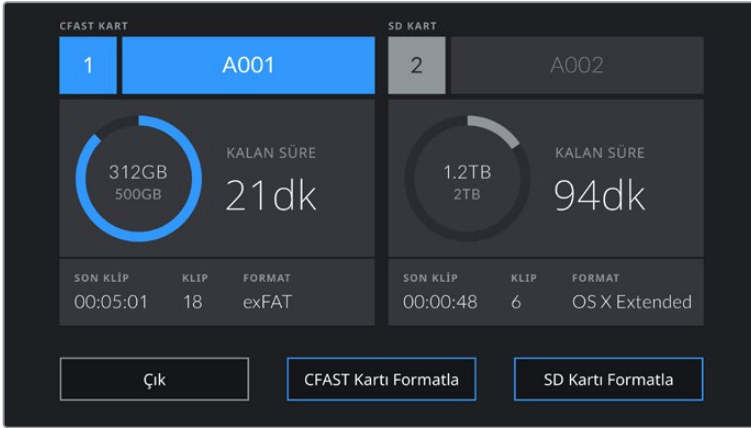 CFAST KART
1
A001
312GB
500GB
KALAN SÜRE
21dk
SON KLİP
KLIP
FORMAT
00:05:01
18
exFAT
SD KART
2
A002
1.2TB
2TB
KALAN SÜRE
94dk
SON KLİP
KLIP
FORMAT
00:00:48
6
OS X Extended
Çık
CFAST Kartı Formatla
SD Kartı Formatla